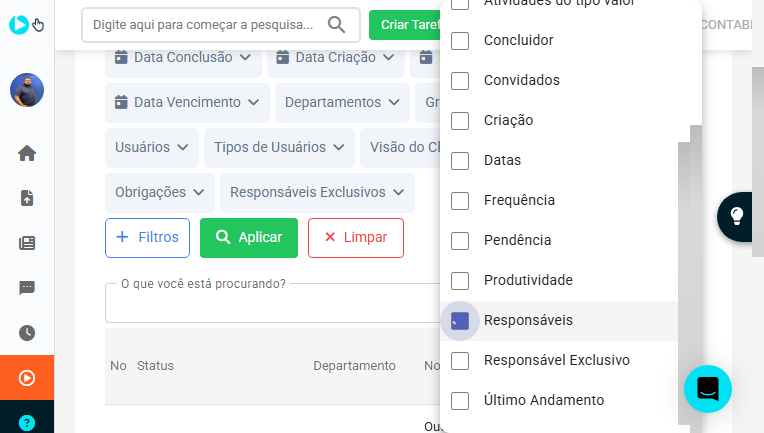 Atividades do tipo valor
Digite aqui para começar a pesquisa...
Criar Taref
CONTABI
Concluidor
Data Conclusão
Data Criação
Convidados
Data Vencimento
Departamentos
Gr
Criação
Usuários
Tipos de Usuários
Visão do Cl
Datas
Obrigações
Responsáveis Exclusivos
Frequência
Filtros
Aplicar
Limpar
Pendência
O que você está procurando?
Produtividade
Responsáveis
No
Status
Departamento
No
Responsável Exclusivo
Último Andamento
Ou